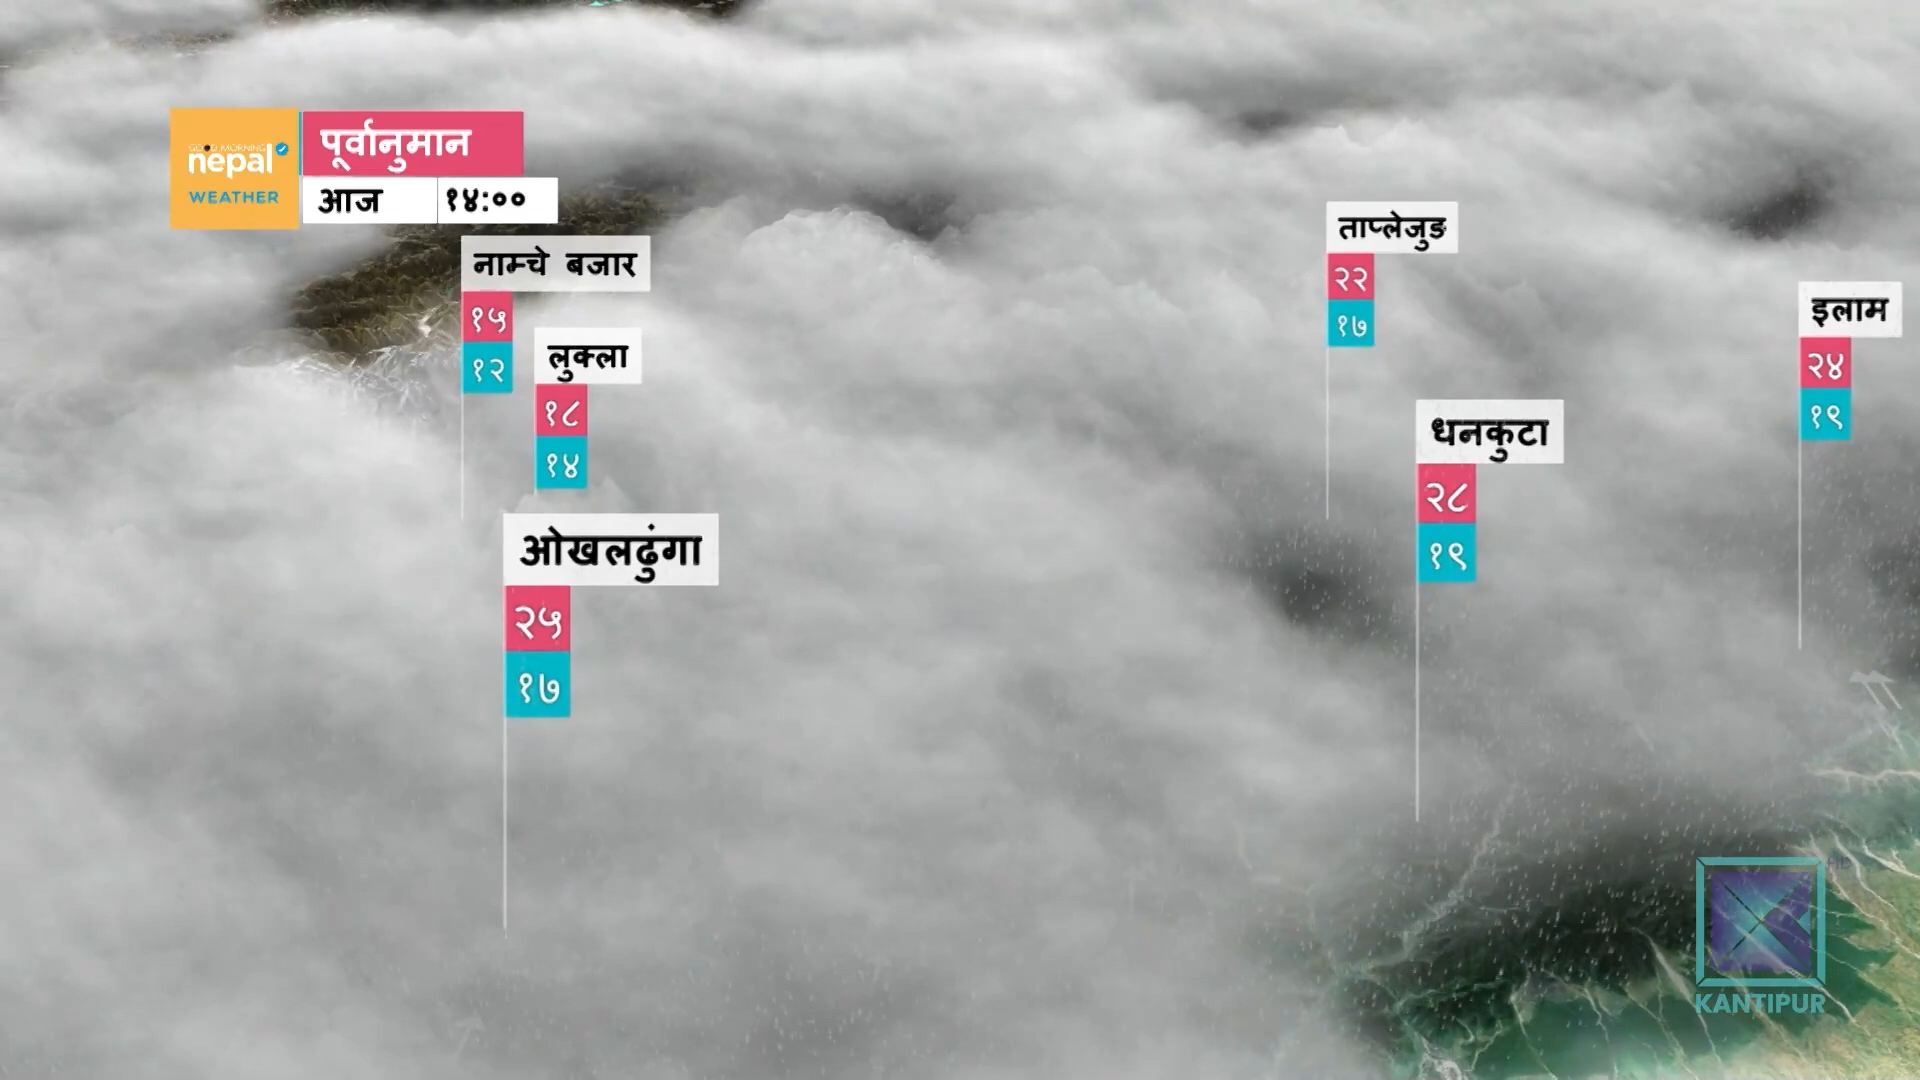 GOOD MORNING
nepal
WEATHER
पूर्वानुमान
आज १४:००
नाम्चे बजार
१५
१२
लुक्ला
१८
१४
ओखलढुंगा
२५
१७
ताप्लेजुङ
२२
१७
धनकुटा
२८
१९
इलाम
२४
१९
HD
KANTIPUR